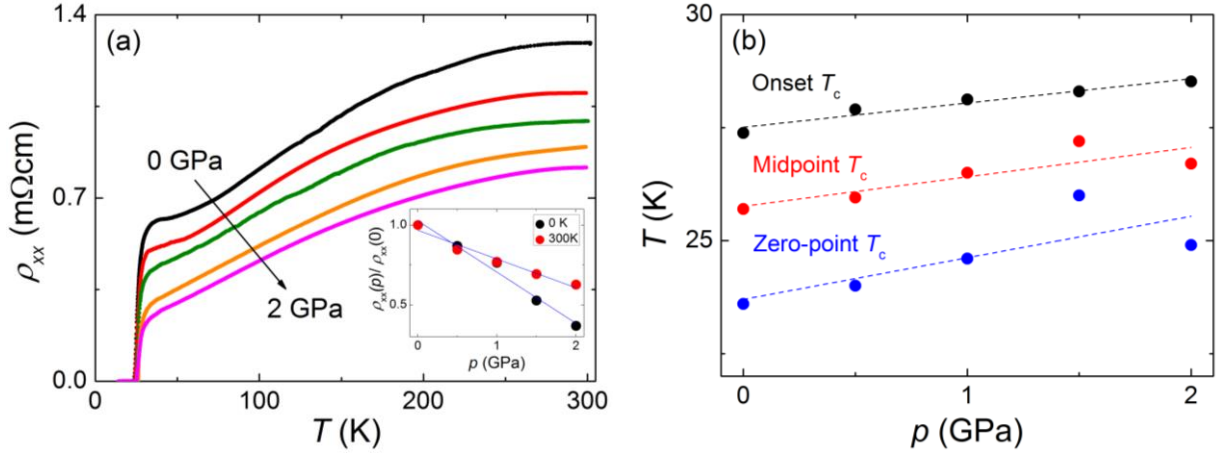 (a)
1.4
0.7
0.0
ρxx (mΩcm)
0 GPa
2 GPa
0
100
200
300
T (K)
1.0
0.5
ρxx(p)/ ρxx(0)
0 K
300K
0
1
2
p (GPa)
(b)
Onset Tc
Midpoint Tc
Zero-point Tc
30
25
T (K)
0
1
2
p (GPa)